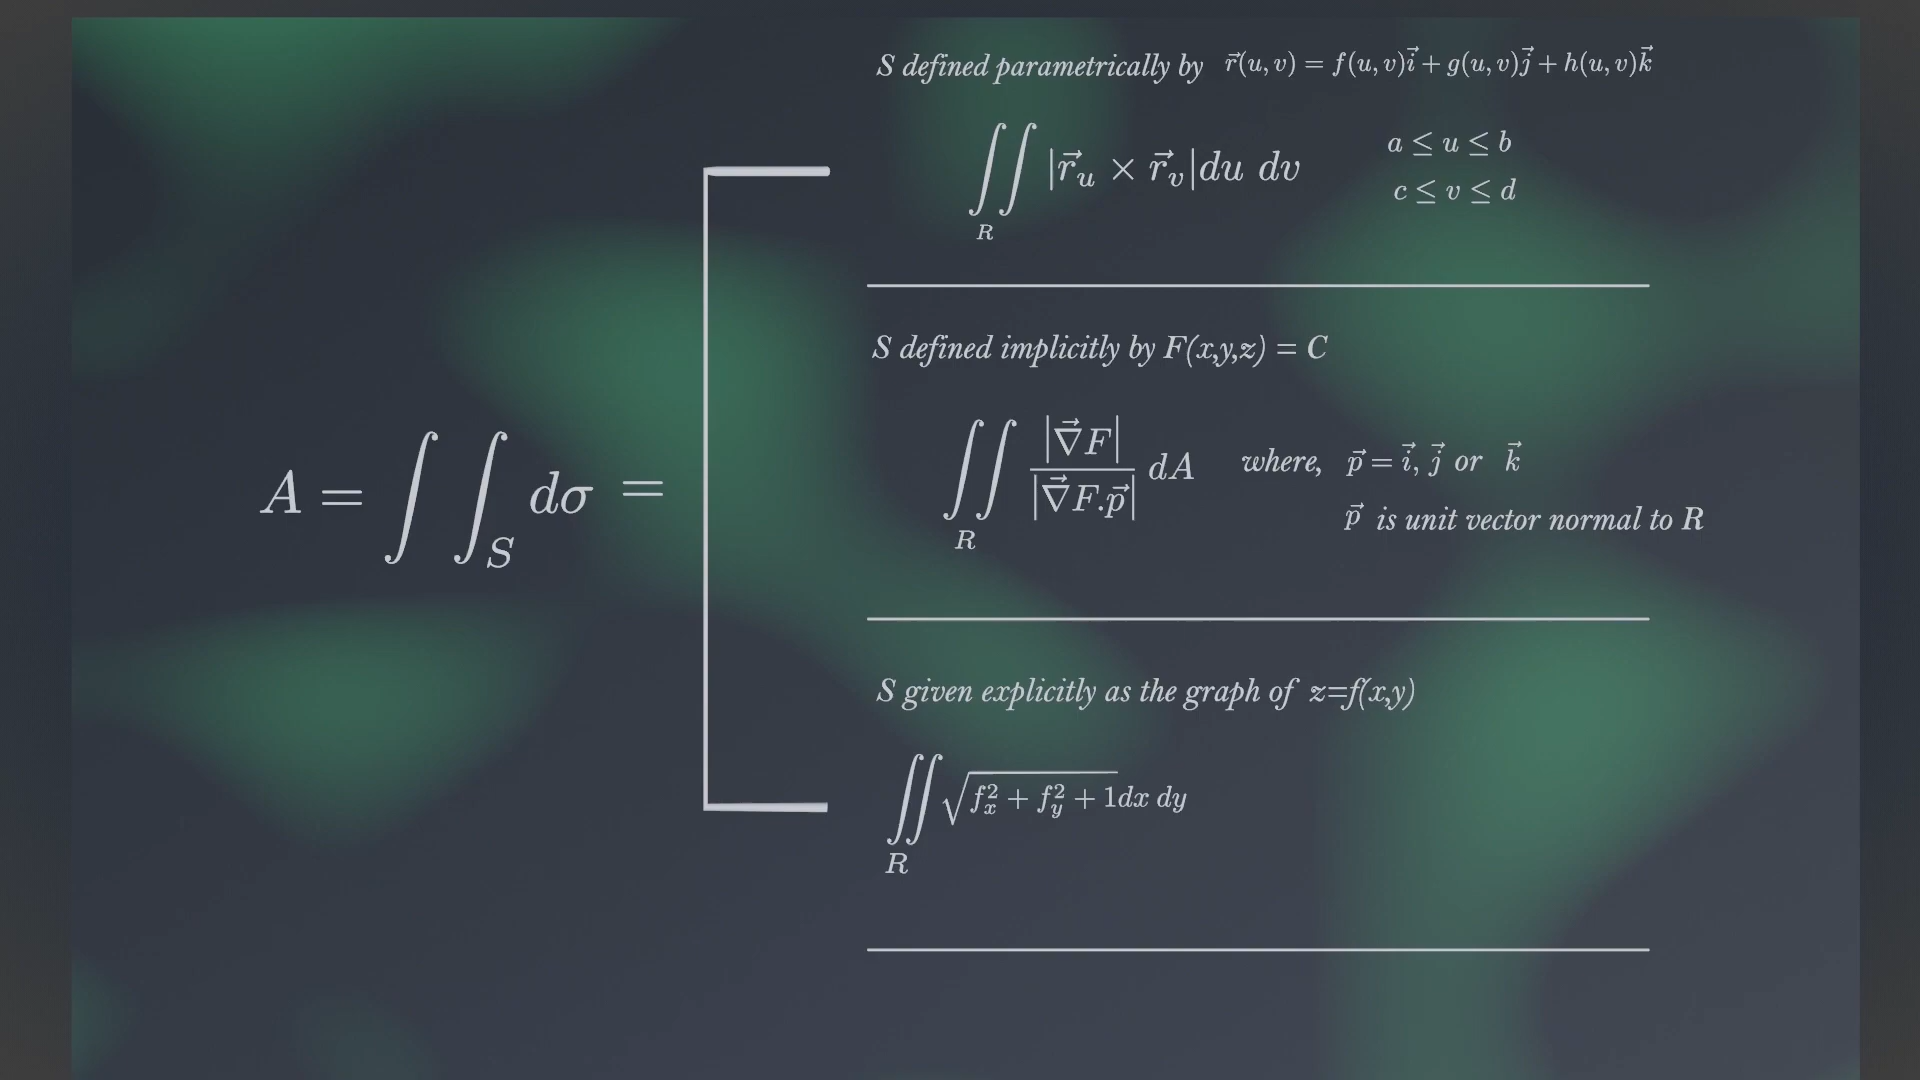 S defined parametrically by r⃗(u, v) = f(u, v)i⃗ + g(u, v)j⃗ + h(u, v)k⃗
∬_R |r⃗_u × r⃗_v| du dv a ≤ u ≤ b
c ≤ v ≤ d
S defined implicitly by F(x,y,z) = C
∬_R |∇⃗F| / |∇⃗F.p⃗| dA where, p⃗ = i⃗, j⃗ or k⃗
p⃗ is unit vector normal to R
A = ∫∫_S dσ =
S given explicitly as the graph of z=f(x,y)
∬_R √(f_x² + f_y² + 1) dx dy